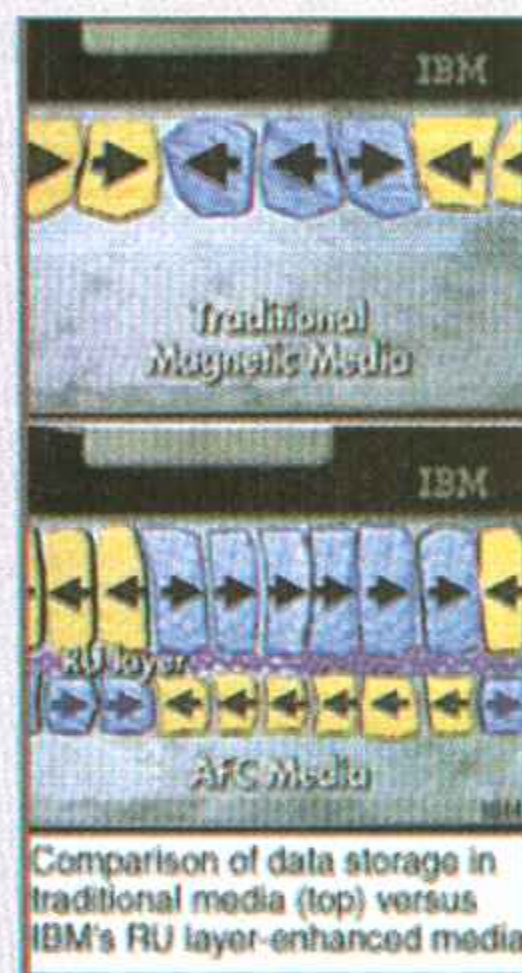 IBM
Traditional
Magnetic Media
IBM
RU layer
AFC Media
IBM
Comparison of data storage in
traditional media (top) versus
IBM's RU layer-enhanced media